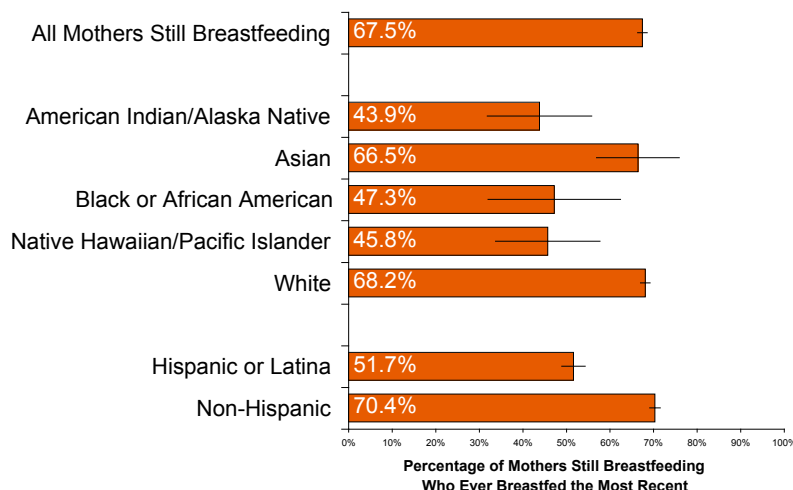 All Mothers Still Breastfeeding 67.5%
American Indian/Alaska Native 43.9%
Asian 66.5%
Black or African American 47.3%
Native Hawaiian/Pacific Islander 45.8%
White 68.2%
Hispanic or Latina 51.7%
Non-Hispanic 70.4%
0% 10% 20% 30% 40% 50% 60% 70% 80% 90% 100%
Percentage of Mothers Still Breastfeeding
Who Ever Breastfed the Most Recent